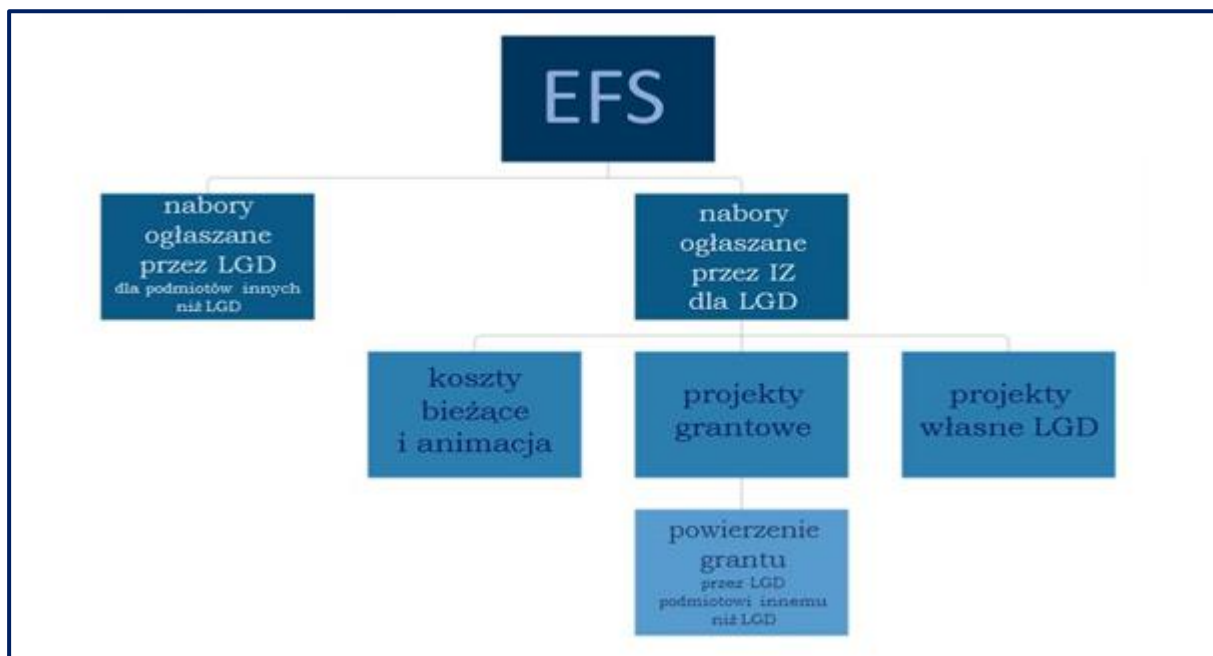 EFS
nabory
ogłaszane
przez LGD
dla podmiotów innych
niż LGD
nabory
ogłaszane
przez IZ
dla LGD
koszty
bieżące
i animacja
projekty
grantowe
projekty
własne LGD
powierzenie
grantu
przez LGD
podmiotowi innemu
niż LGD